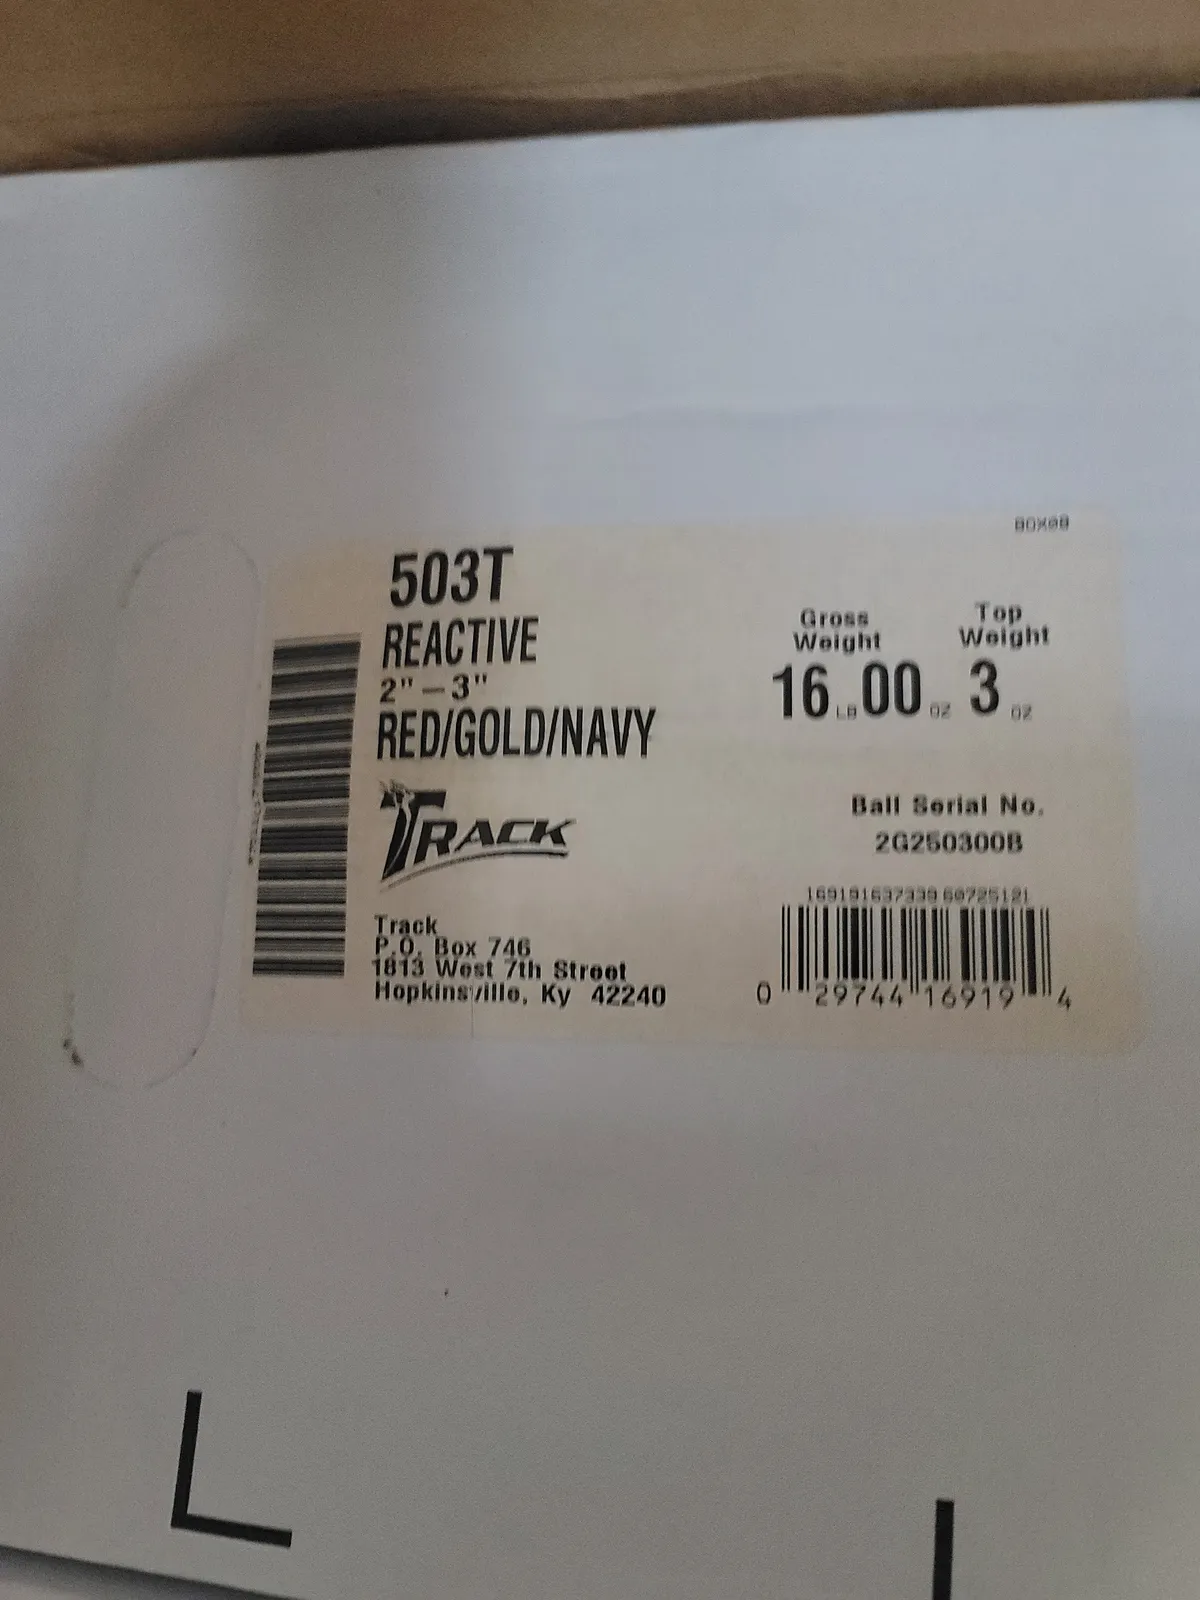 BOX08
503T
REACTIVE
2" – 3"
RED/GOLD/NAVY
Gross Weight
16 LB 00 OZ
Top Weight
3 OZ
TRACK
Ball Serial No.
2G250300B
Track
P.O. Box 746
1813 West 7th Street
Hopkinsville, Ky 42240
0 29744 16919 4